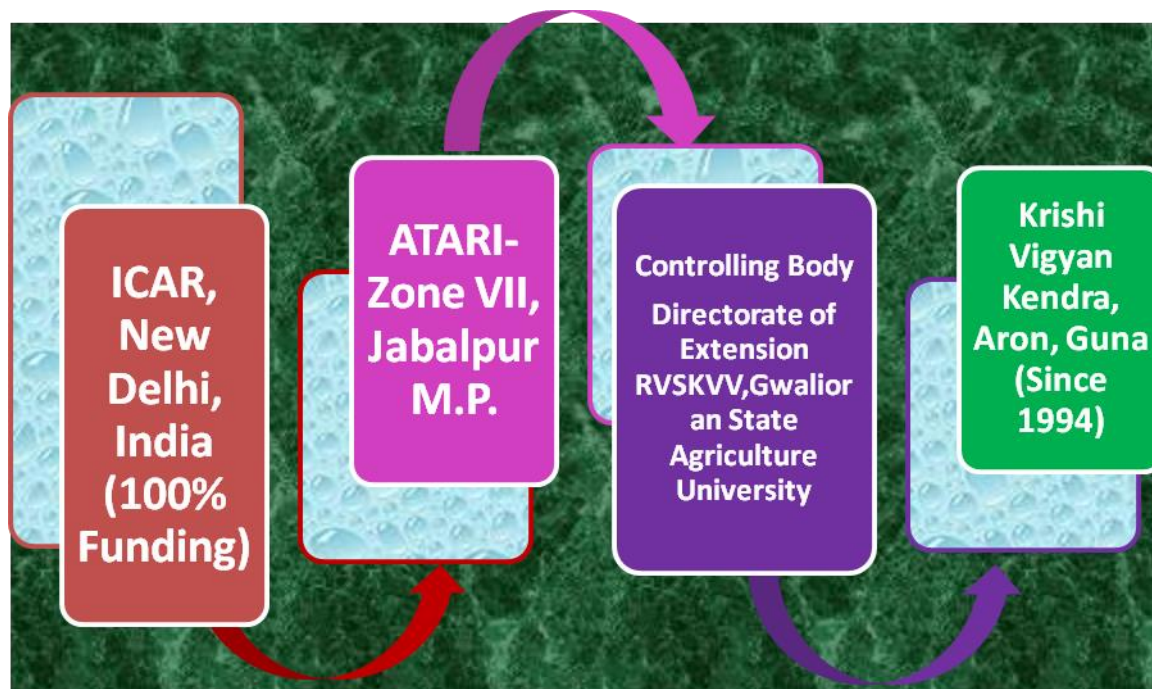 ICAR,
New
Delhi,
India
(100%
Funding)
ATARI-
Zone VII,
Jabalpur
M.P.
Controlling Body
Directorate of
Extension
RVSKVV,Gwalior
an State
Agriculture
University
Krishi
Vigyan
Kendra,
Aron, Guna
(Since
1994)